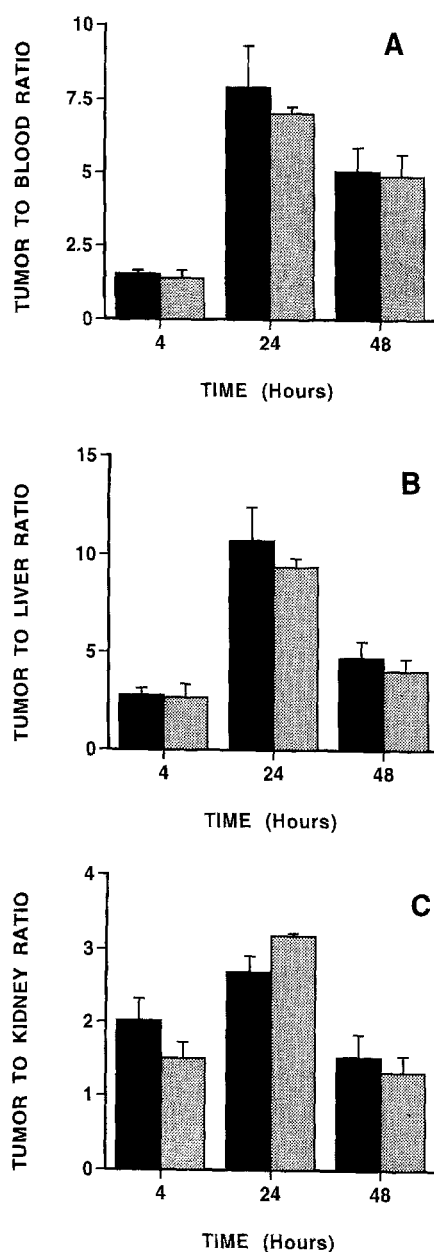 A
TUMOR TO BLOOD RATIO
10
7.5
5
2.5
0
4 24 48
TIME (Hours)
B
TUMOR TO LIVER RATIO
15
10
5
0
4 24 48
TIME (Hours)
C
TUMOR TO KIDNEY RATIO
4
3
2
1
0
4 24 48
TIME (Hours)